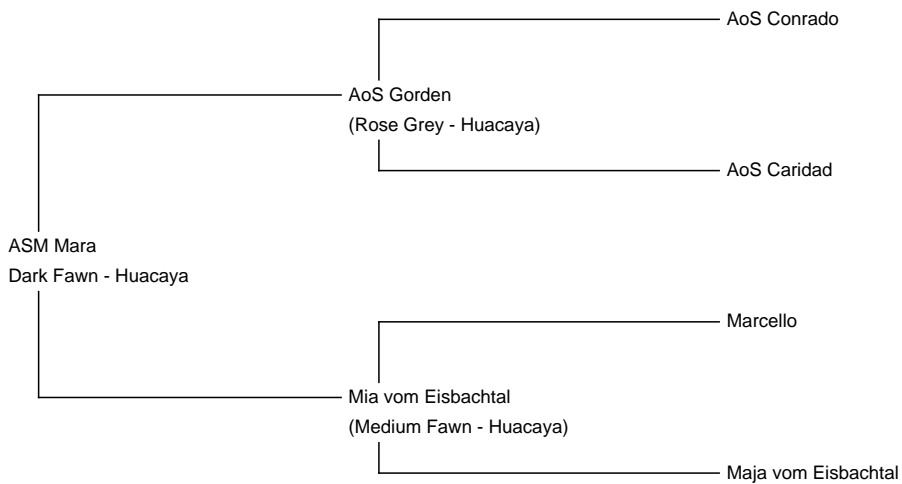 AoS Conrado
AoS Gorden
(Rose Grey - Huacaya)
AoS Caridad
ASM Mara
Dark Fawn - Huacaya
Marcello
Mia vom Eisbachtal
(Medium Fawn - Huacaya)
Maja vom Eisbachtal